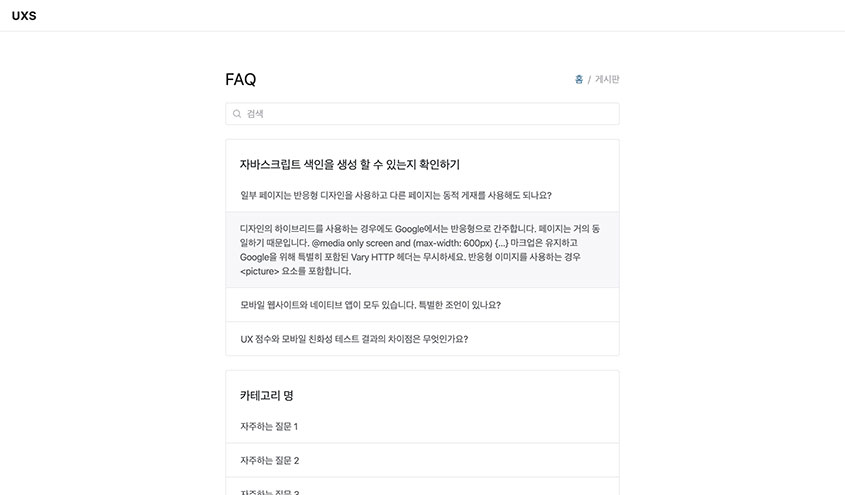 UXS
FAQ
홈 / 게시판
검색
자바스크립트 색인을 생성 할 수 있는지 확인하기
일부 페이지는 반응형 디자인을 사용하고 다른 페이지는 동적 게재를 사용해도 되나요?
디자인의 하이브리드를 사용하는 경우에도 Google에서는 반응형으로 간주합니다. 페이지는 거의 동
일하기 때문입니다. @media only screen and (max-width: 600px) {...} 마크업은 유지하고
Google을 위해 특별히 포함된 Vary HTTP 헤더는 무시하세요. 반응형 이미지를 사용하는 경우
<picture> 요소를 포함합니다.
모바일 웹사이트와 네이티브 앱이 모두 있습니다. 특별한 조언이 있나요?
UX 점수와 모바일 친화성 테스트 결과의 차이점은 무엇인가요?
카테고리 명
자주하는 질문 1
자주하는 질문 2
자주하는 질문 3